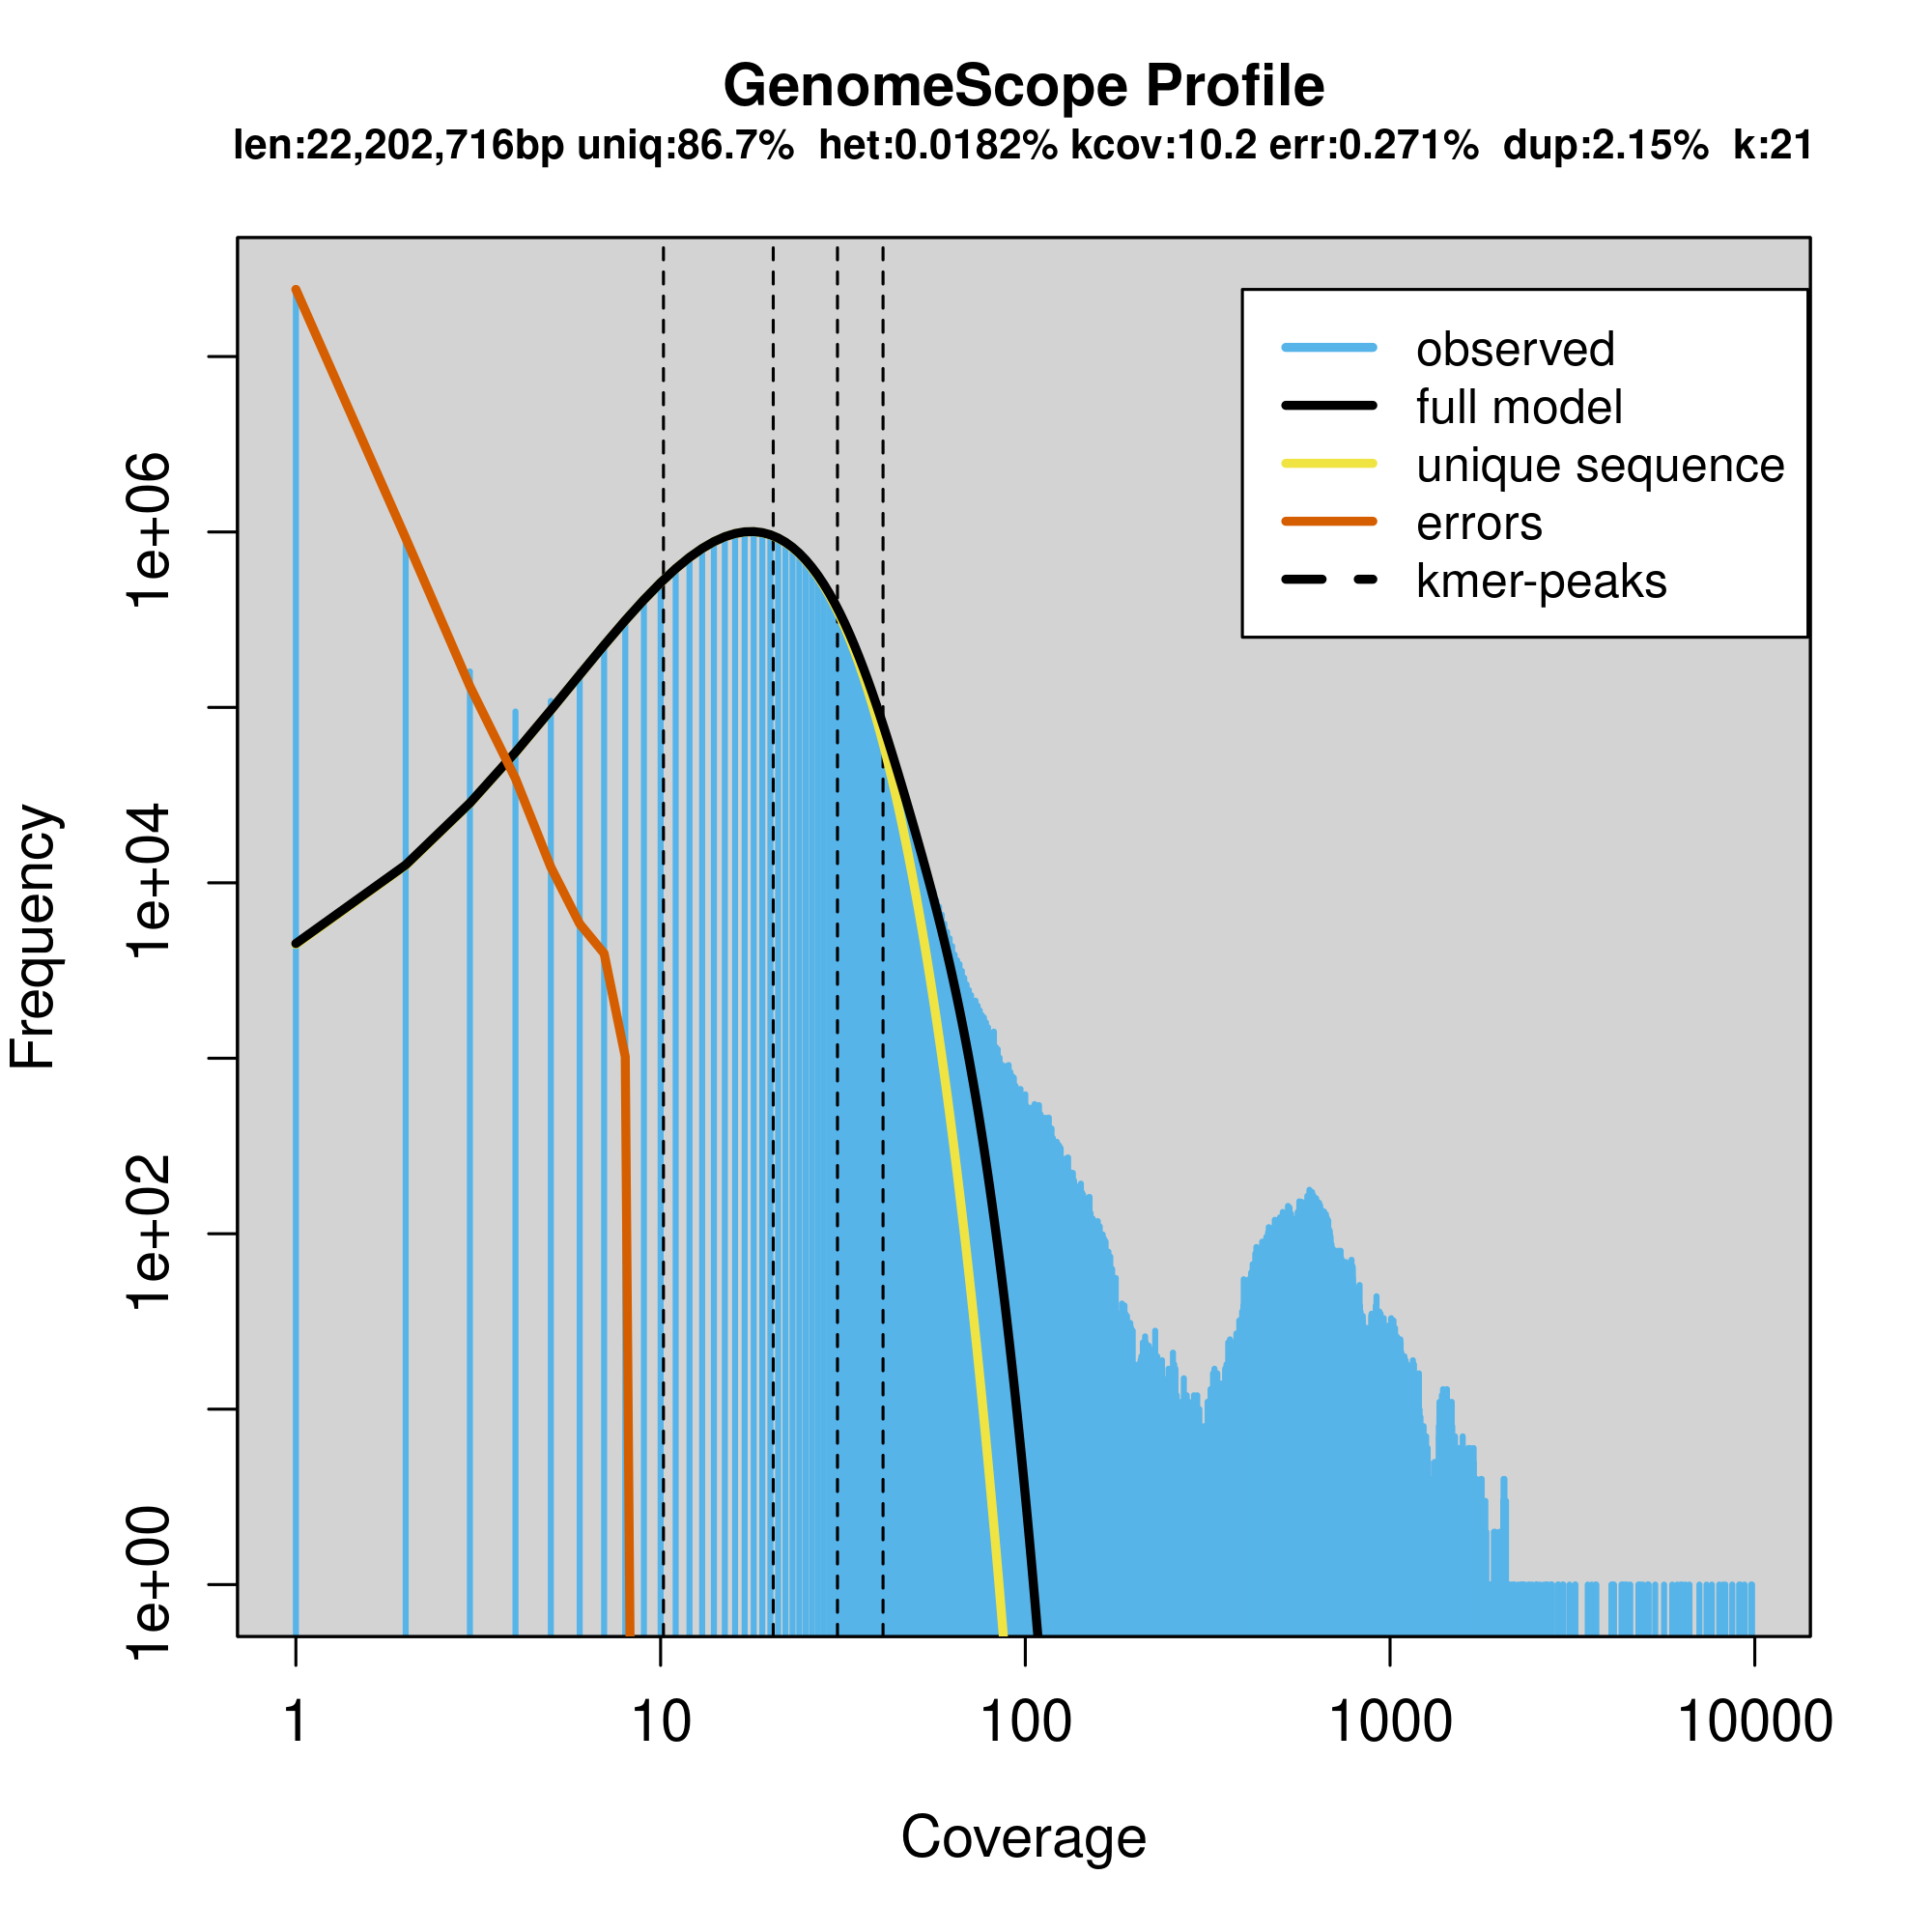 GenomeScope Profile
len:22,202,716bp uniq:86.7% het:0.0182% kcov:10.2 err:0.271% dup:2.15% k:21
observed
full model
unique sequence
errors
kmer-peaks
Frequency
1e+06
1e+04
1e+02
1e+00
1 10 100 1000 10000
Coverage